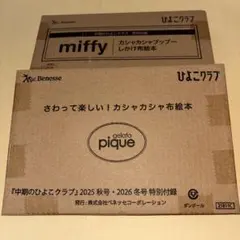 Benesse
ひよこクラブ
miffy
カシャカシャブップー
しかけ布絵本
Benesse
ひよこクラブ
さわって楽しい！カシャカシャ布絵本
gelato
pique
『中期のひよこクラブ』2025 秋号・2026 冬号 特別付録
発行：株式会社ベネッセコーポレーション
ダンボール